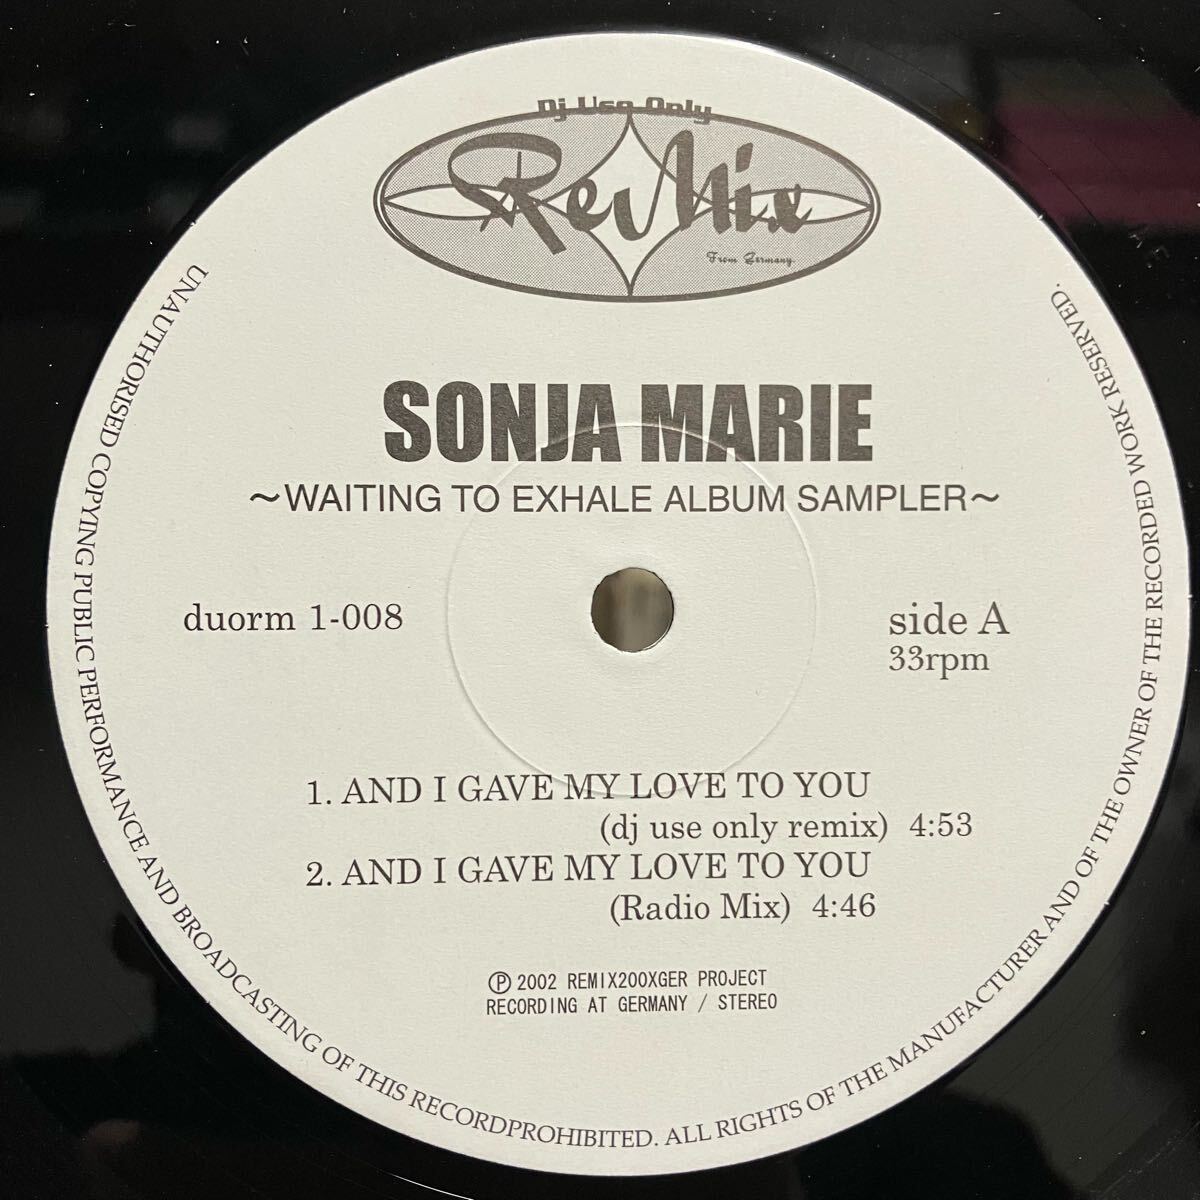 Dj Use Only
ReMix
From Germany.
SONJA MARIE
～WAITING TO EXHALE ALBUM SAMPLER～
duorm 1-008
side A
33rpm
1. AND I GAVE MY LOVE TO YOU
(dj use only remix) 4:53
2. AND I GAVE MY LOVE TO YOU
(Radio Mix) 4:46
Ⓟ 2002 REMIX200XGER PROJECT
RECORDING AT GERMANY / STEREO
UNAUTHORISED COPYING PUBLIC PERFORMANCE AND BROADCASTING OF THIS RECORDPROHIBITED. ALL RIGHTS OF THE MANUFACTURER AND OF THE OWNER OF THE RECORDED WORK RESERVED.